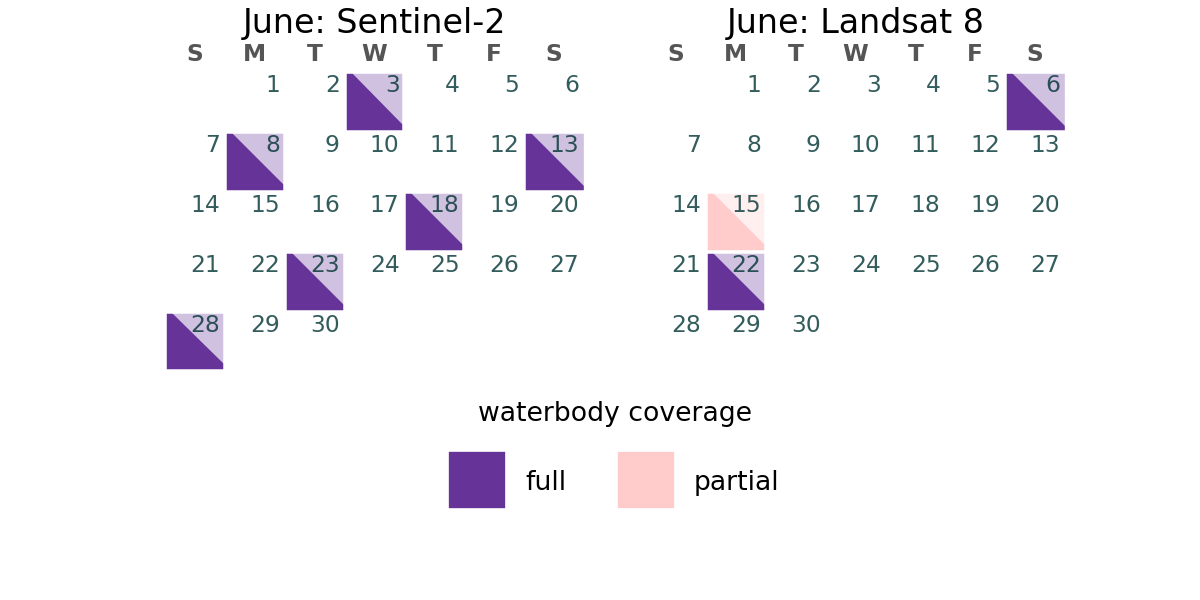 June: Sentinel-2
S M T W T F S
1 2 3 4 5 6
7 8 9 10 11 12 13
14 15 16 17 18 19 20
21 22 23 24 25 26 27
28 29 30
June: Landsat 8
S M T W T F S
1 2 3 4 5 6
7 8 9 10 11 12 13
14 15 16 17 18 19 20
21 22 23 24 25 26 27
28 29 30
waterbody coverage
full partial